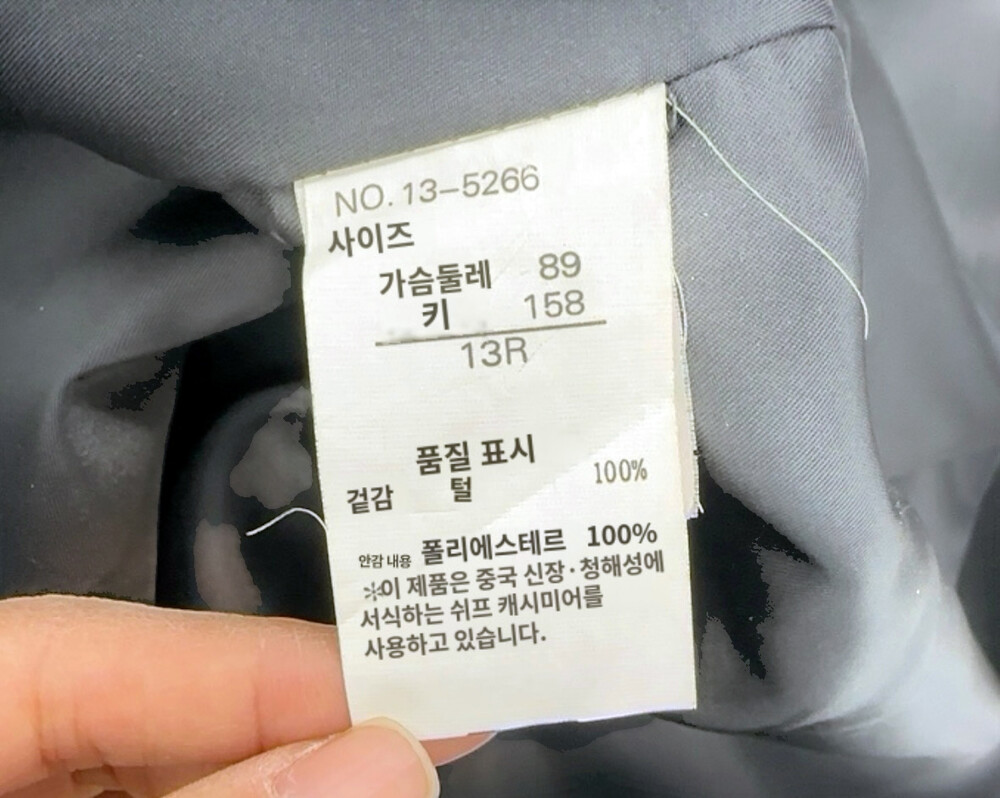 NO. 13-5266
사이즈
가슴둘레 89
키 158
13R
품질 표시
겉감 털 100%
안감 내용 폴리에스테르 100%
※이 제품은 중국 신장·청해성에
서식하는 쉬프 캐시미어를
사용하고 있습니다.